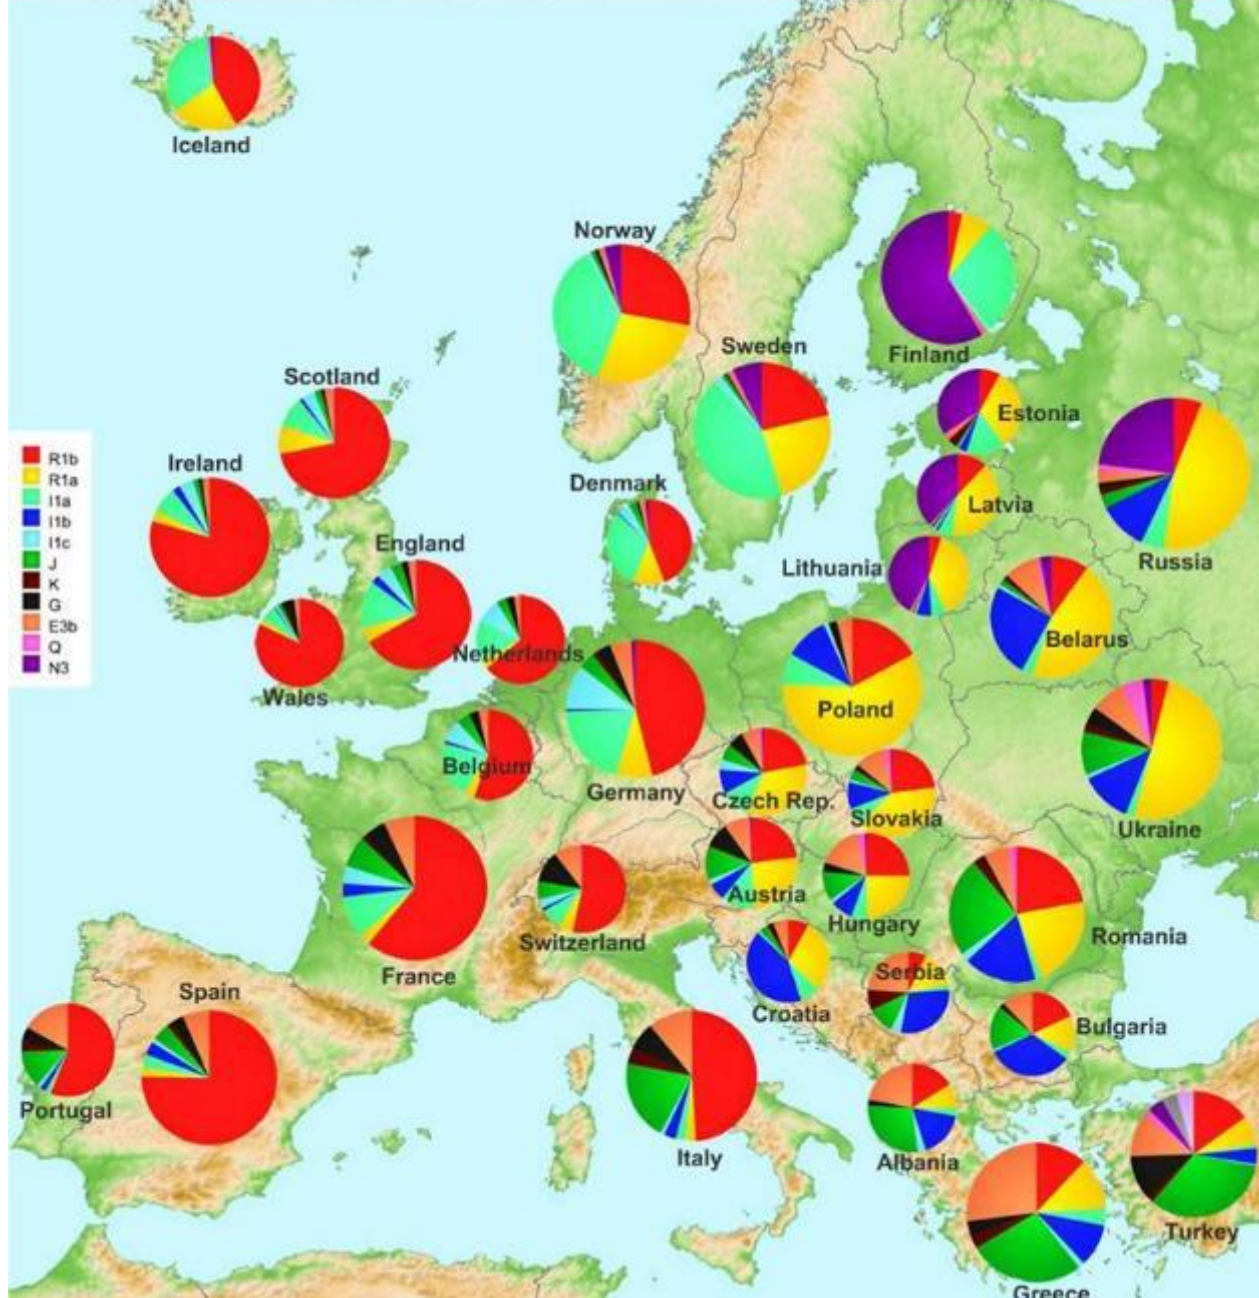 Iceland
Norway
Sweden
Finland
Scotland
Estonia
Ireland
Denmark
Latvia
R1b
R1a
I1a
I1b
I1c
J
K
G
E3b
Q
N3
England
Lithuania
Russia
Belarus
Netherlands
Wales
Poland
Belgium
Germany
Czech Rep.
Slovakia
Ukraine
Austria
Hungary
Switzerland
Romania
France
Serbia
Spain
Croatia
Bulgaria
Portugal
Italy
Albania
Turkey
Greece